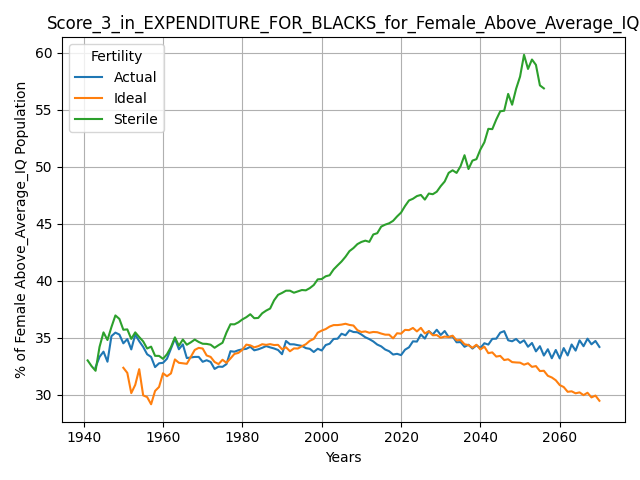 Score_3_in_EXPENDITURE_FOR_BLACKS_for_Female_Above_Average_IQ
Fertility
Actual
Ideal
Sterile
% of Female Above_Average_IQ Population
60
55
50
45
40
35
30
1940
1960
1980
2000
2020
2040
2060
Years